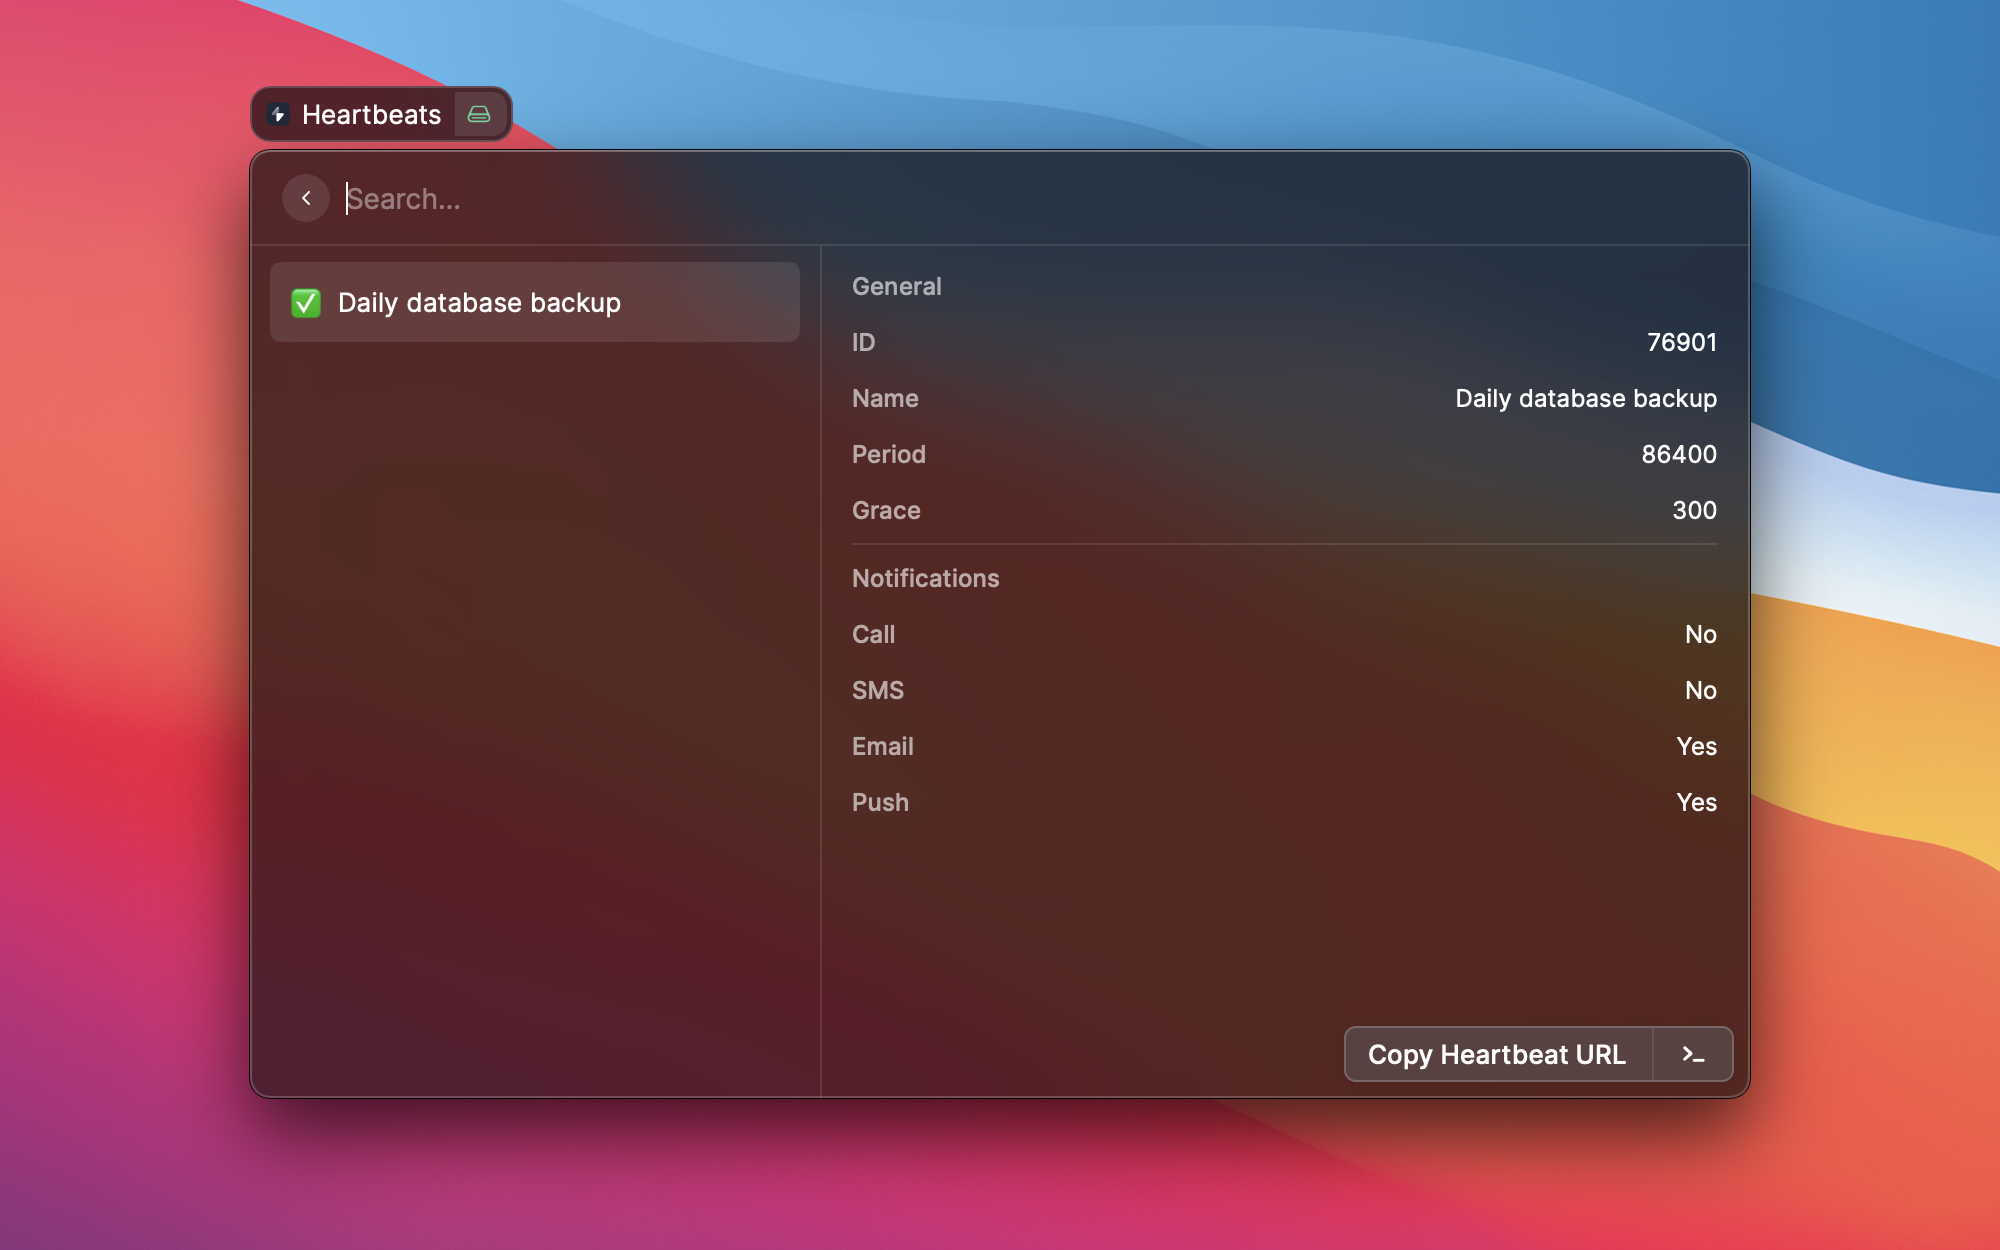 Heartbeats
Search...
Daily database backup
General
ID 76901
Name Daily database backup
Period 86400
Grace 300
Notifications
Call No
SMS No
Email Yes
Push Yes
Copy Heartbeat URL